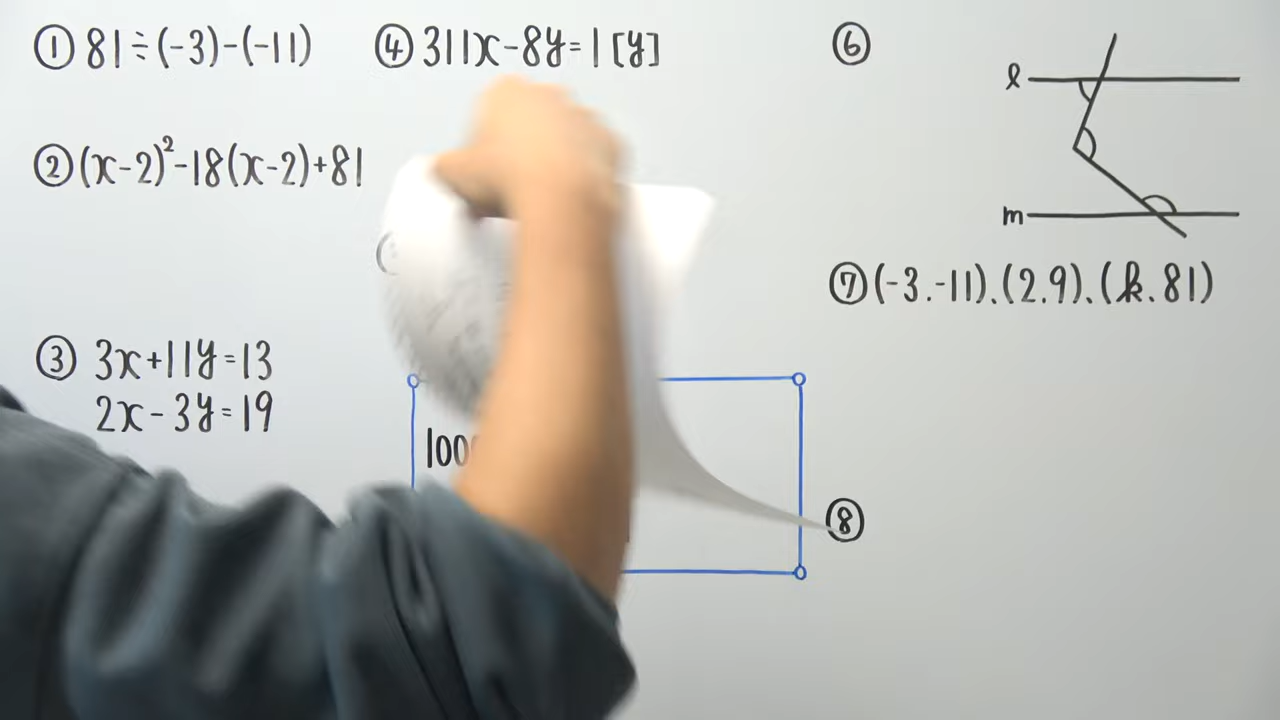 ① 81÷(-3)-(-11)
② (x-2)²-18(x-2)+81
③ 3x+11y=13
2x-3y=19
④ 311x-8y=1 [y]
100
⑥
ℓ
m
⑦ (-3.-11).(2.9).(k.81)
⑧